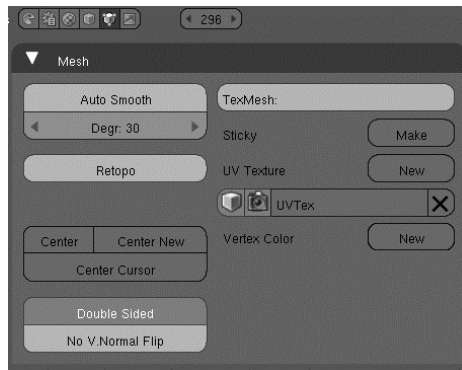 296
Mesh
Auto Smooth
TexMesh:
Degr: 30
Sticky
Make
Retopo
UV Texture
New
UVTex
Center
Center New
Vertex Color
New
Center Cursor
Double Sided
No V.Normal Flip